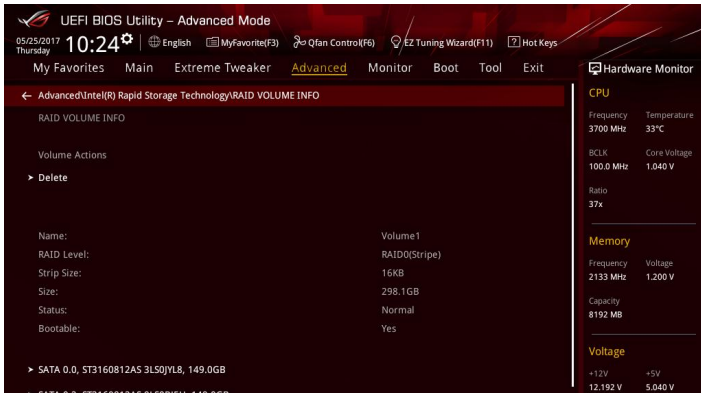 UEFI BIOS Utility – Advanced Mode
05/25/2017 Thursday 10:24 English MyFavorite(F3) Qfan Control(F6) EZ Tuning Wizard(F11) ? Hot Keys
My Favorites Main Extreme Tweaker Advanced Monitor Boot Tool Exit
← Advanced\Intel(R) Rapid Storage Technology\RAID VOLUME INFO
RAID VOLUME INFO
Volume Actions
> Delete
Name: Volume1
RAID Level: RAID0(Stripe)
Strip Size: 16KB
Size: 298.1GB
Status: Normal
Bootable: Yes
> SATA 0.0, ST3160812AS 3LS0JYL8, 149.0GB
Hardware Monitor
CPU
Frequency Temperature
3700 MHz 33°C
BCLK Core Voltage
100.0 MHz 1.040 V
Ratio
37x
Memory
Frequency Voltage
2133 MHz 1.200 V
Capacity
8192 MB
Voltage
+12V +5V
12.192 V 5.040 V